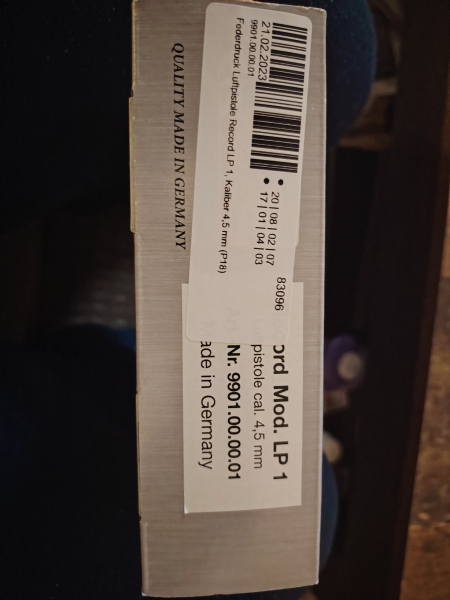 QUALITY MADE IN GERMANY
21.02.2023
9901.00.00.01
Federdruck Luftpistole Record LP 1, Kaliber 4,5 mm (P18)
20|08|02|07
17|01|04|03
83096
ord Mod. LP 1
pistole cal. 4,5 mm
Nr. 9901.00.00.01
ade in Germany